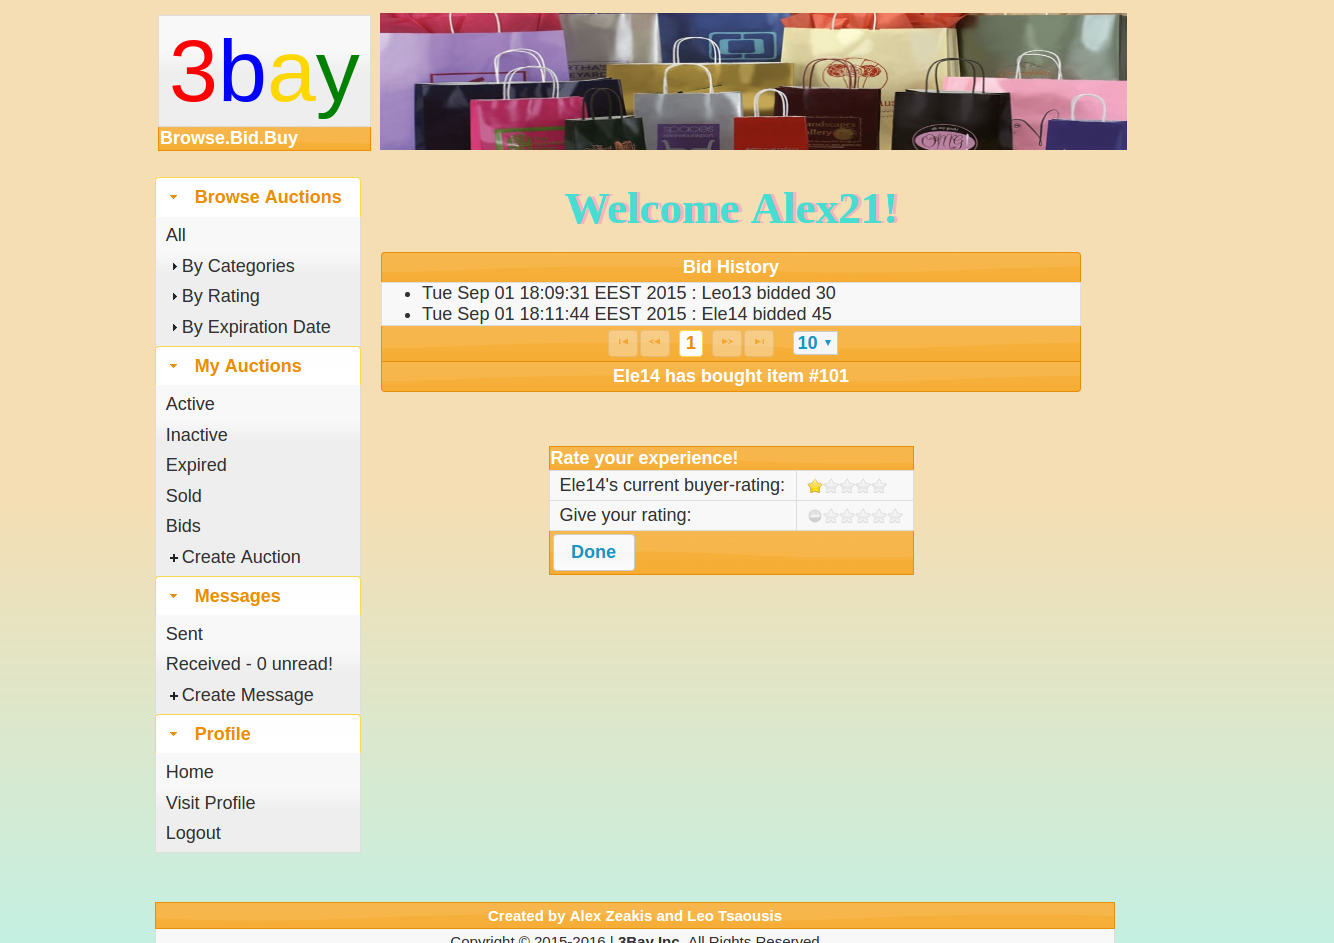 3bay
Browse.Bid.Buy
Browse Auctions
All
By Categories
By Rating
By Expiration Date
My Auctions
Active
Inactive
Expired
Sold
Bids
Create Auction
Messages
Sent
Received - 0 unread!
Create Message
Profile
Home
Visit Profile
Logout
Welcome Alex21!
Bid History
Tue Sep 01 18:09:31 EEST 2015 : Leo13 bidded 30
Tue Sep 01 18:11:44 EEST 2015 : Ele14 bidded 45
1 10
Ele14 has bought item #101
Rate your experience!
Ele14's current buyer-rating:
Give your rating:
Done
Created by Alex Zeakis and Leo Tsaousis
Copyright © 2015-2016 | 3Bay Inc. All Rights Reserved